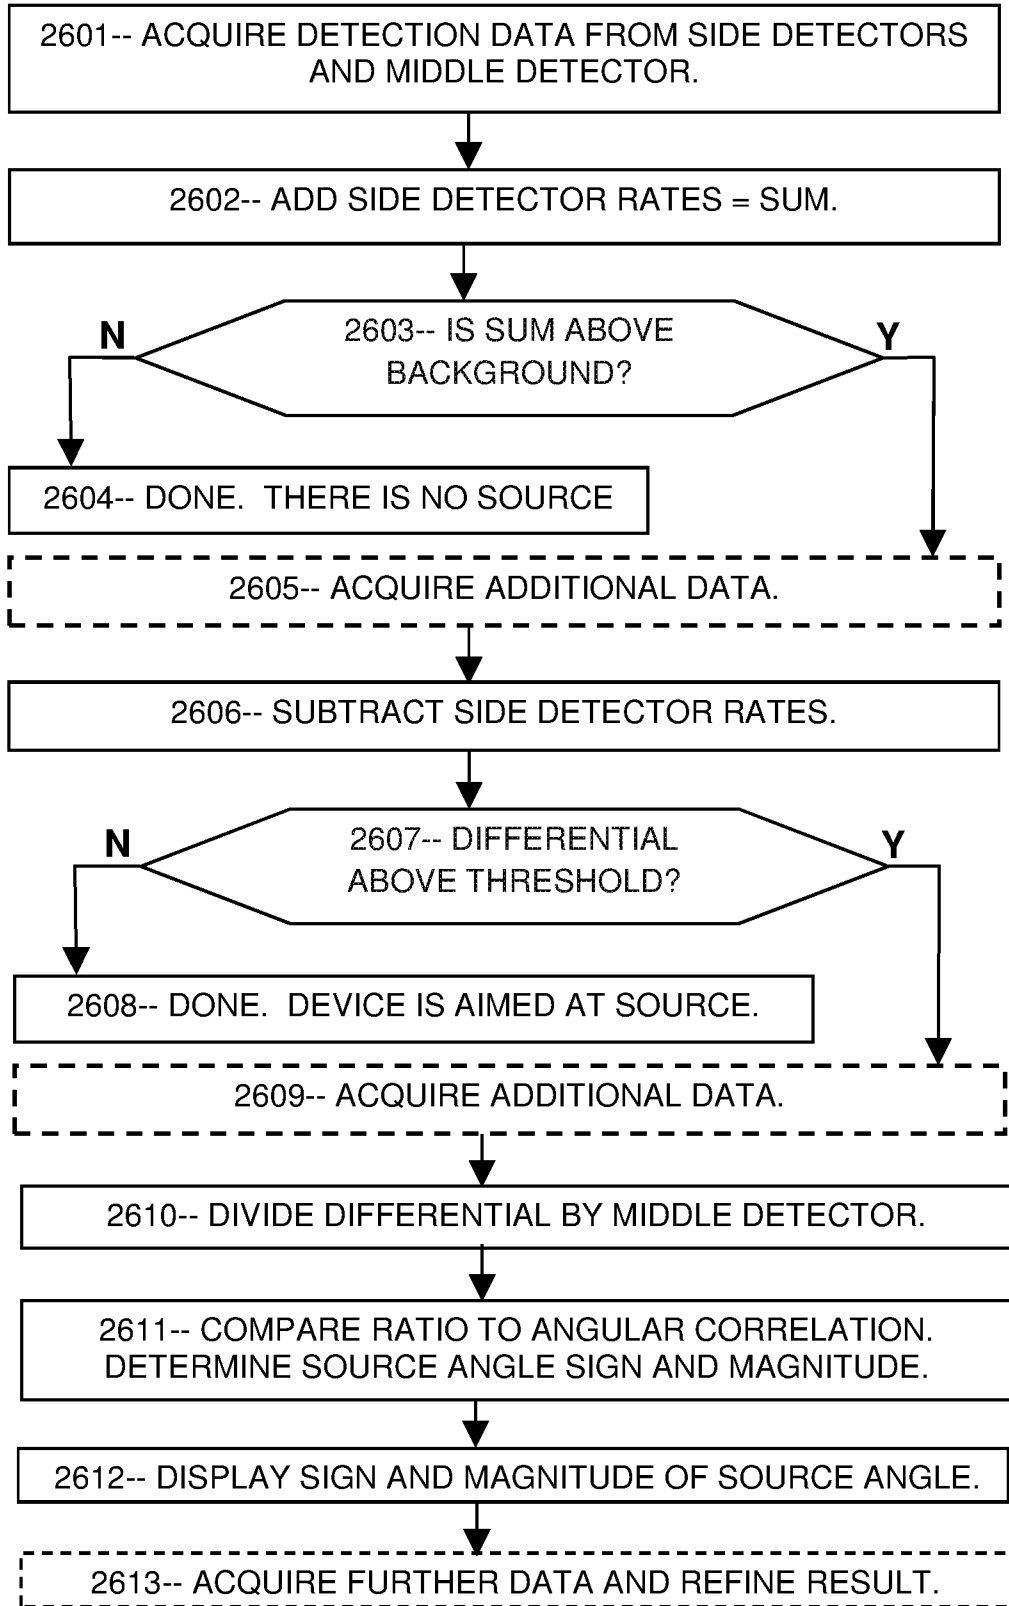 2601-- ACQUIRE DETECTION DATA FROM SIDE DETECTORS
AND MIDDLE DETECTOR.
2602-- ADD SIDE DETECTOR RATES = SUM.
N
2603-- IS SUM ABOVE
Y
BACKGROUND?
2604-- DONE.  THERE IS NO SOURCE
2605-- ACQUIRE ADDITIONAL DATA.
2606-- SUBTRACT SIDE DETECTOR RATES.
N
2607-- DIFFERENTIAL
Y
ABOVE THRESHOLD?
2608-- DONE.  DEVICE IS AIMED AT SOURCE.
2609-- ACQUIRE ADDITIONAL DATA.
2610-- DIVIDE DIFFERENTIAL BY MIDDLE DETECTOR.
2611-- COMPARE RATIO TO ANGULAR CORRELATION.
DETERMINE SOURCE ANGLE SIGN AND MAGNITUDE.
2612-- DISPLAY SIGN AND MAGNITUDE OF SOURCE ANGLE.
2613-- ACQUIRE FURTHER DATA AND REFINE RESULT.